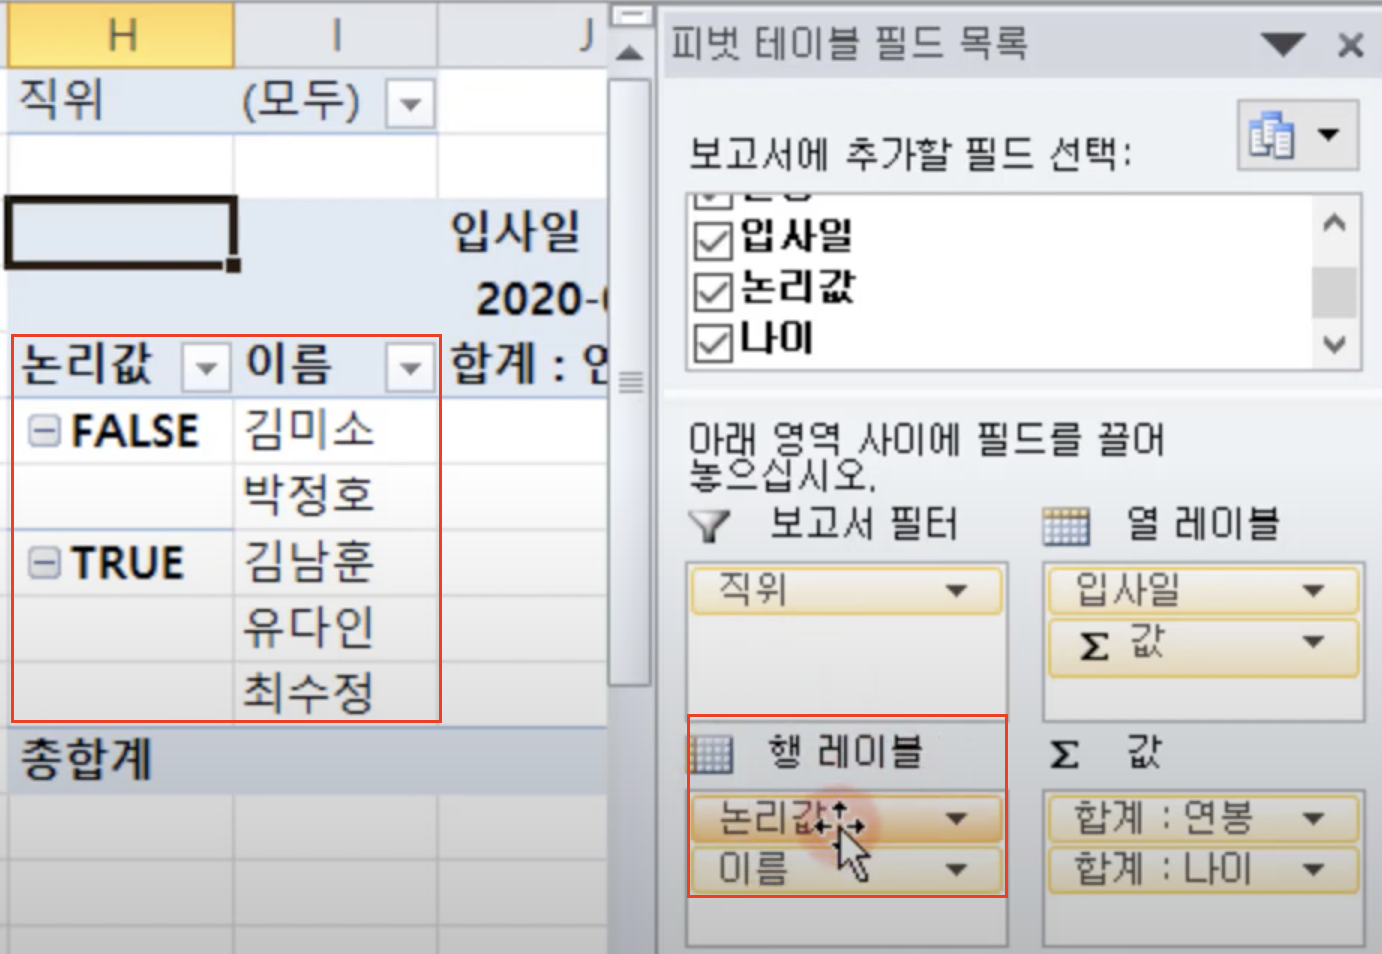 H I J
직위 (모두)
입사일
2020-
논리값 이름 합계 :
FALSE 김미소
박정호
TRUE 김남훈
유다인
최수정
총합계
피벗 테이블 필드 목록
보고서에 추가할 필드 선택:
입사일
논리값
나이
아래 영역 사이에 필드를 끌어
놓으십시오.
보고서 필터
직위
열 레이블
입사일
Σ 값
행 레이블
논리값
이름
Σ 값
합계 : 연봉
합계 : 나이